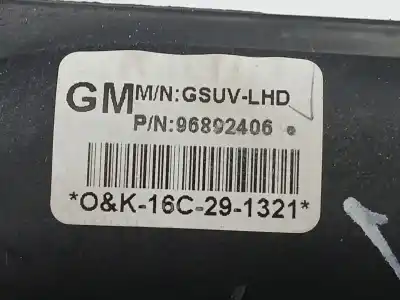 GM M/N:GSUV-LHD
P/N:96892406
*O&K-16C-29-1321*